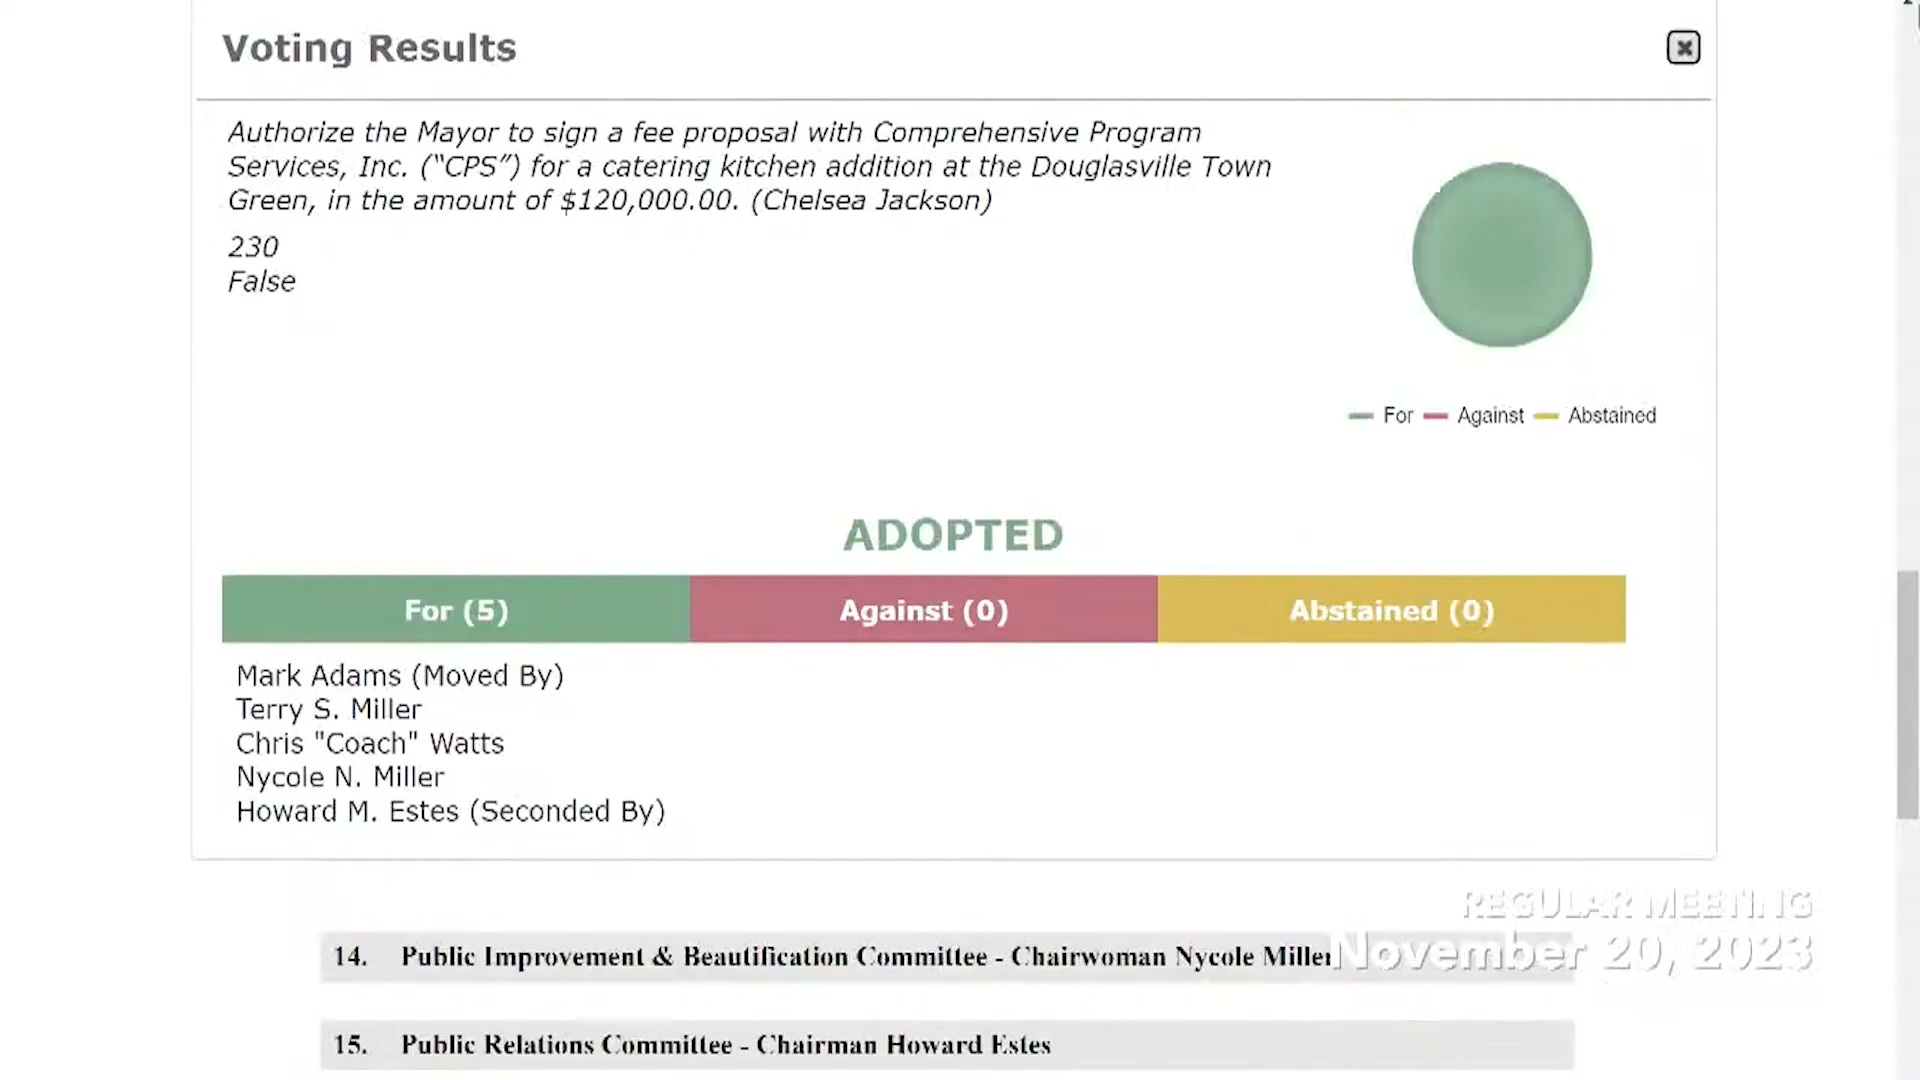 Voting Results
Authorize the Mayor to sign a fee proposal with Comprehensive Program
Services, Inc. (“CPS”) for a catering kitchen addition at the Douglasville Town
Green, in the amount of $120,000.00. (Chelsea Jackson)
230
False
For Against Abstained
ADOPTED
For (5) Against (0) Abstained (0)
Mark Adams (Moved By)
Terry S. Miller
Chris "Coach" Watts
Nycole N. Miller
Howard M. Estes (Seconded By)
REGULAR MEETING
14. Public Improvement & Beautification Committee - Chairwoman Nycole Miller
November 20, 2023
15. Public Relations Committee - Chairman Howard Estes